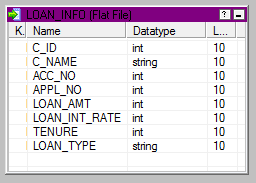 LOAN_INFO (Flat File)
K. Name Datatype L...
C_ID int 10
C_NAME string 10
ACC_NO int 10
APPL_NO int 10
LOAN_AMT int 10
LOAN_INT_RATE int 10
TENURE int 10
LOAN_TYPE string 10